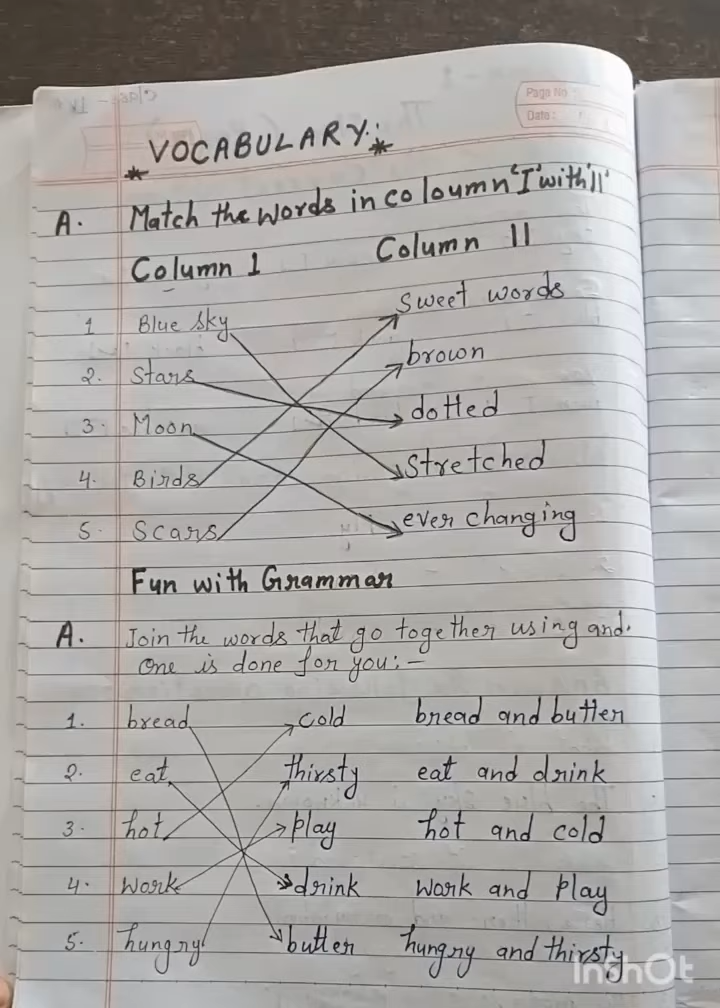 Page No.:
Date:
VOCABULARY:
A. Match the words in coloumn 'I' with 'II'
Column I Column II
1 Blue sky sweet words
2. Stars brown
3. Moon dotted
4. Birds Stretched
5. Scars ever changing
Fun with Grammar
A. Join the words that go together using and.
One is done for you:-
1. bread cold bread and butter
2. eat thirsty eat and drink
3. hot play hot and cold
4. work drink work and play
5. hungry butter hungry and thirsty
InShOt